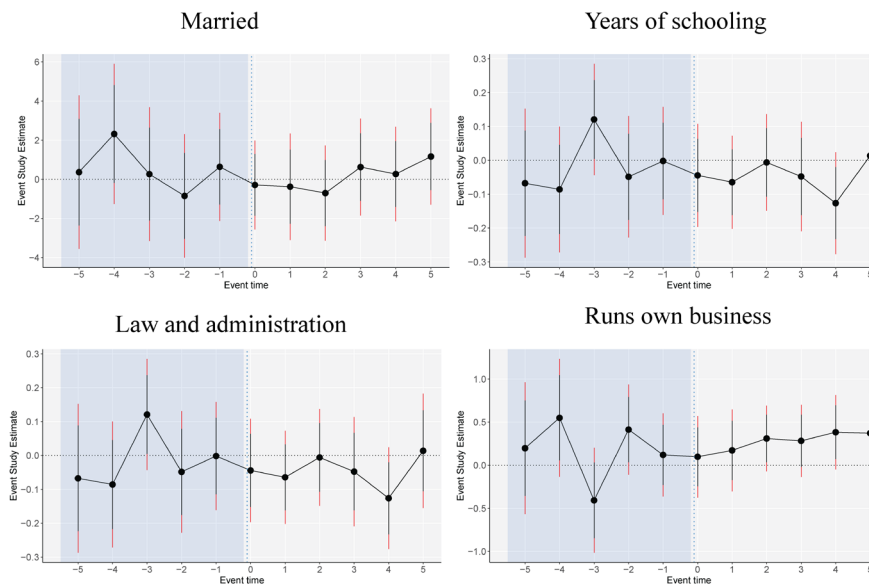 Married
6
4
2
0
−2
−4
Event Study Estimate
−5 −4 −3 −2 −1 0 1 2 3 4 5
Event time
Years of schooling
0.3
0.2
0.1
0.0
−0.1
−0.2
−0.3
Event Study Estimate
−5 −4 −3 −2 −1 0 1 2 3 4 5
Event time
Law and administration
0.3
0.2
0.1
0.0
−0.1
−0.2
−0.3
Event Study Estimate
−5 −4 −3 −2 −1 0 1 2 3 4 5
Event time
Runs own business
1.0
0.5
0.0
−0.5
−1.0
Event Study Estimate
−5 −4 −3 −2 −1 0 1 2 3 4 5
Event time